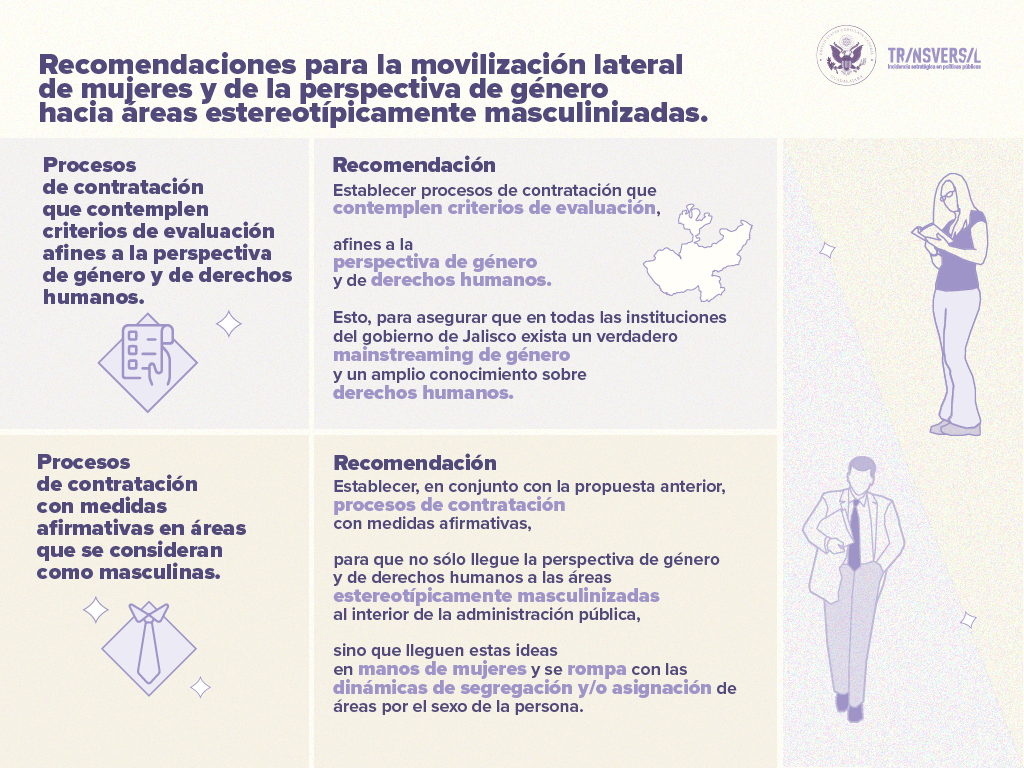 Recomendaciones para la movilización lateral
de mujeres y de la perspectiva de género
hacia áreas estereotípicamente masculinizadas.
TR/NSVERS/L
Incidencia estratégica en políticas públicas
Procesos
de contratación
que contemplen
criterios de evaluación
afines a la perspectiva
de género y de derechos
humanos.
Recomendación
Establecer procesos de contratación que
contemplen criterios de evaluación,
afines a la
perspectiva de género
y de derechos humanos.
Esto, para asegurar que en todas las instituciones
del gobierno de Jalisco exista un verdadero
mainstreaming de género
y un amplio conocimiento sobre
derechos humanos.
Procesos
de contratación
con medidas
afirmativas en áreas
que se consideran
como masculinas.
Recomendación
Establecer, en conjunto con la propuesta anterior,
procesos de contratación
con medidas afirmativas,
para que no sólo llegue la perspectiva de género
y de derechos humanos a las áreas
estereotípicamente masculinizadas
al interior de la administración pública,
sino que lleguen estas ideas
en manos de mujeres y se rompa con las
dinámicas de segregación y/o asignación de
áreas por el sexo de la persona.